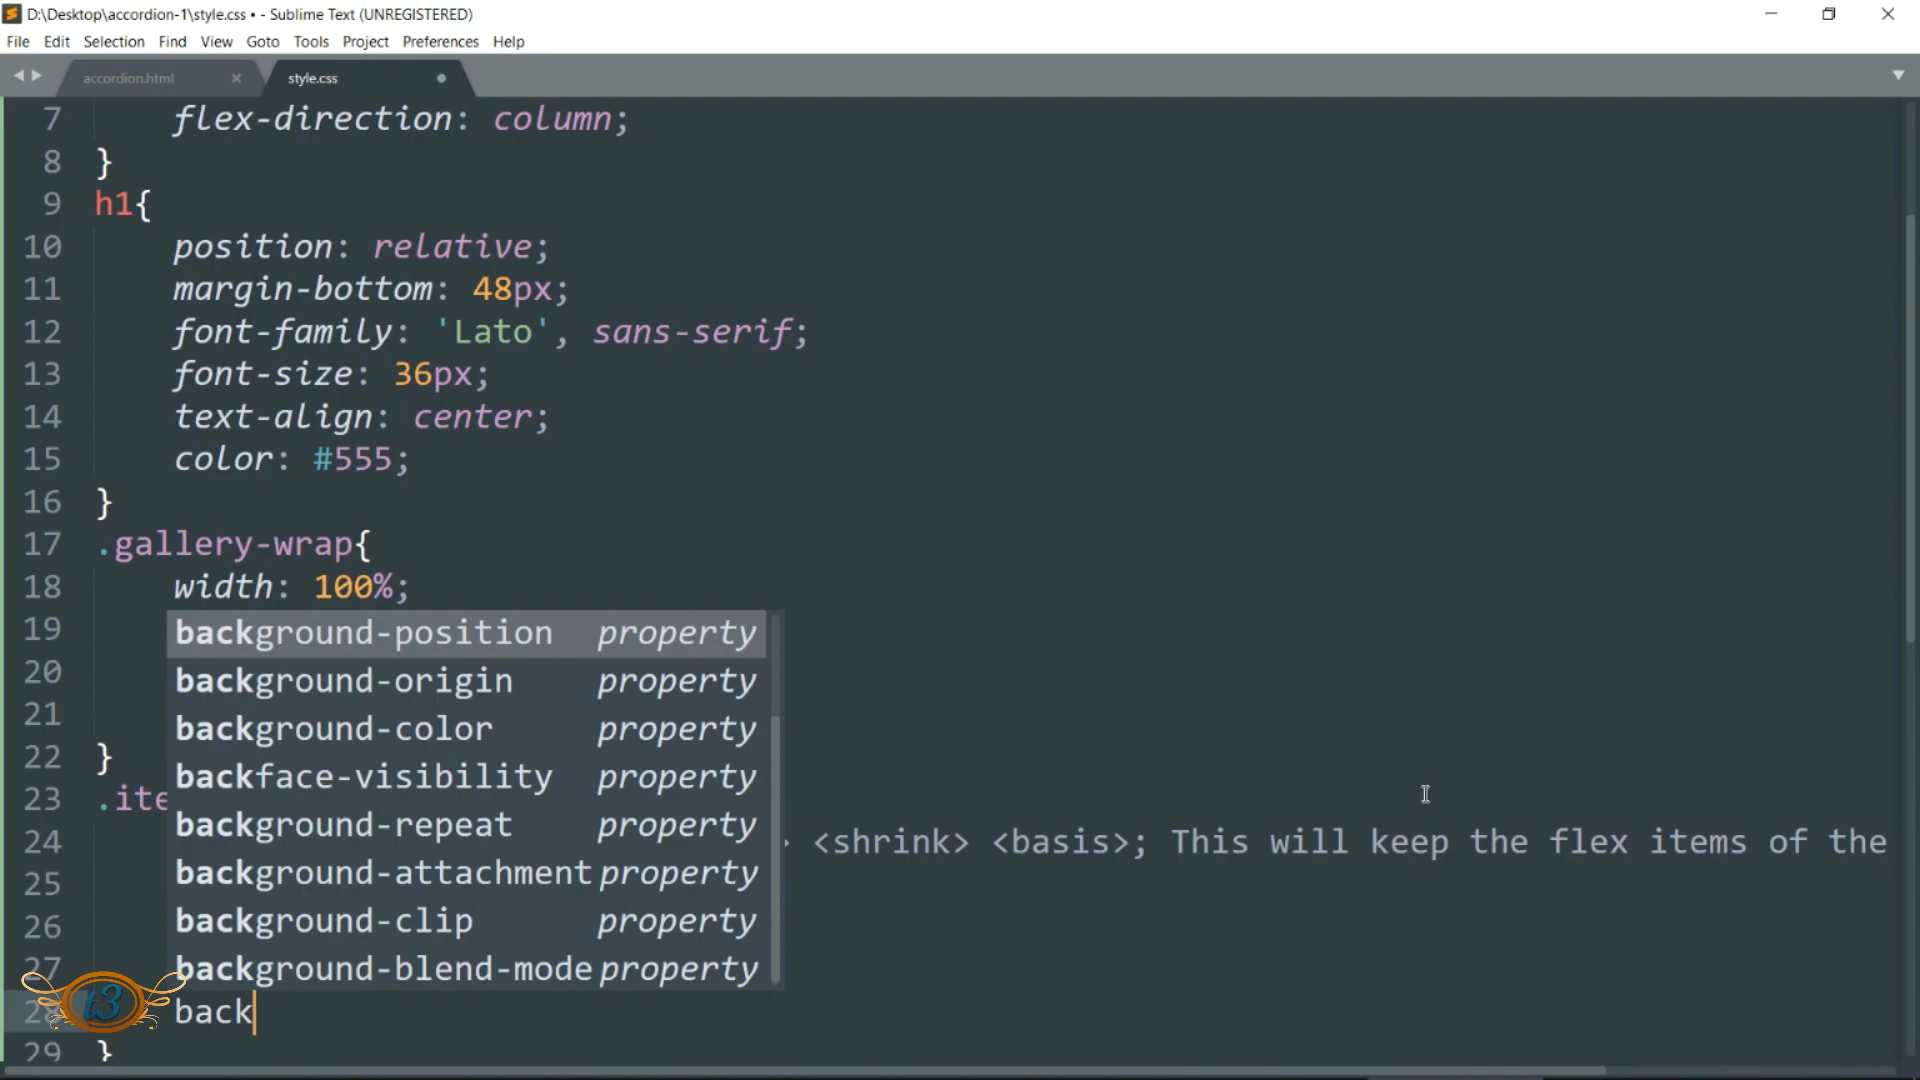 D:\Desktop\accordion-1\style.css • - Sublime Text (UNREGISTERED)
File Edit Selection Find View Goto Tools Project Preferences Help
accordion.html style.css
7 flex-direction: column;
8 }
9 h1{
10 position: relative;
11 margin-bottom: 48px;
12 font-family: 'Lato', sans-serif;
13 font-size: 36px;
14 text-align: center;
15 color: #555;
16 }
17 .gallery-wrap{
18 width: 100%;
19 background-position property
20 background-origin property
21 background-color property
22 } backface-visibility property
23 .ite background-repeat property
24 <shrink> <basis>; This will keep the flex items of the
25 background-attachment property
26 background-clip property
27 background-blend-mode property
t3
28 back
29 }